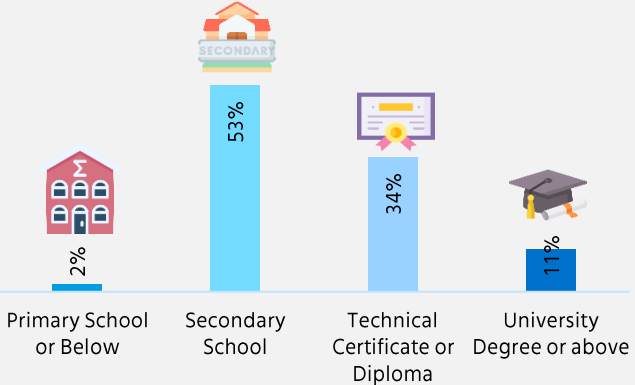 SECONDARY
53%
34%
2%
11%
Primary School
or Below
Secondary
School
Technical
Certificate or
Diploma
University
Degree or above